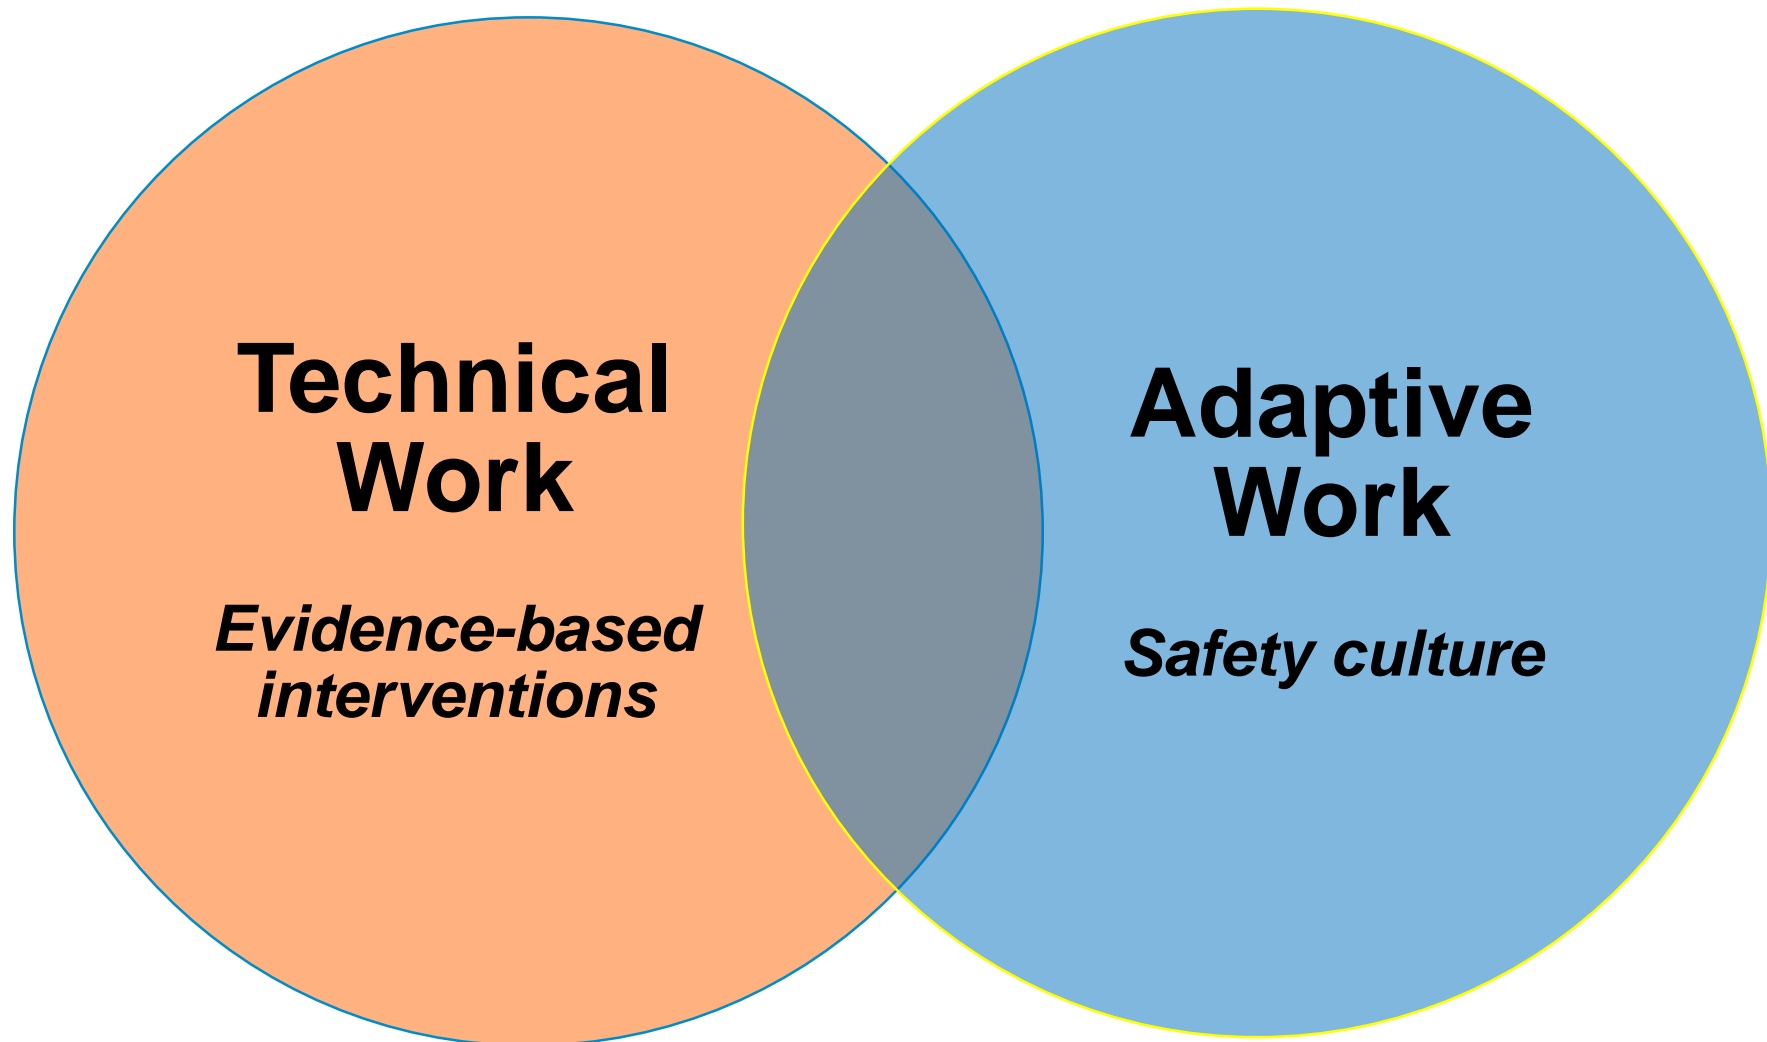 Technical
Work
Evidence-based
interventions
Adaptive
Work
Safety culture